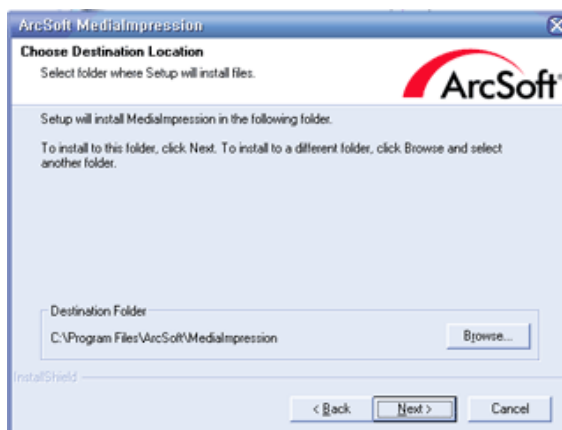 ArcSoft MediaImpression
Choose Destination Location
Select folder where Setup will install files.
ArcSoft
Setup will install MediaImpression in the following folder.
To install to this folder, click Next. To install to a different folder, click Browse and select
another folder.
Destination Folder
C:\Program Files\ArcSoft\MediaImpression
Browse...
InstallShield
< Back
Next >
Cancel